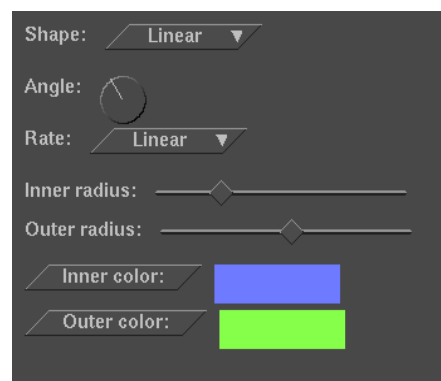 Shape: Linear
Angle:
Rate: Linear
Inner radius:
Outer radius:
Inner color:
Outer color: